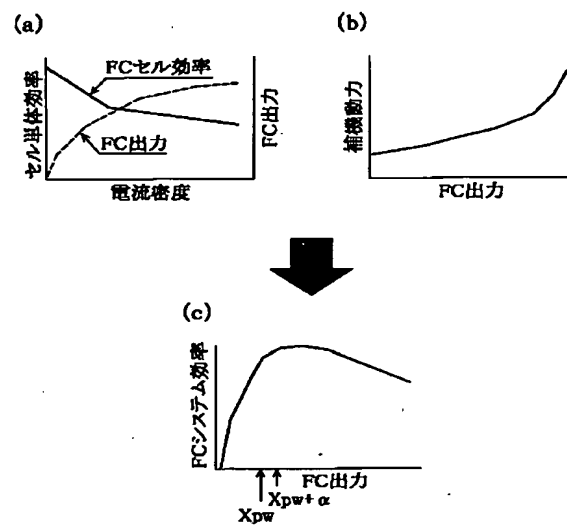 (a)
セル単体効率
FCセル効率
FC出力
FC出力
電流密度
(b)
補機動力
FC出力
(c)
FCシステム効率
FC出力
Xpw
Xpw+α